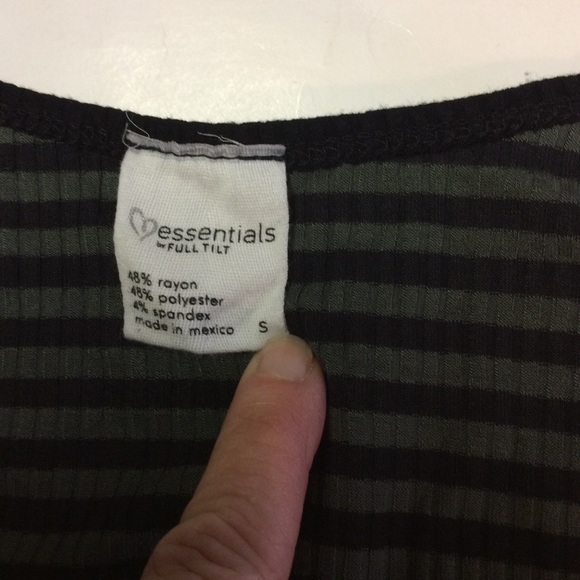 essentials
by FULL TILT
48% rayon
48% polyester
4% spandex
made in mexico S